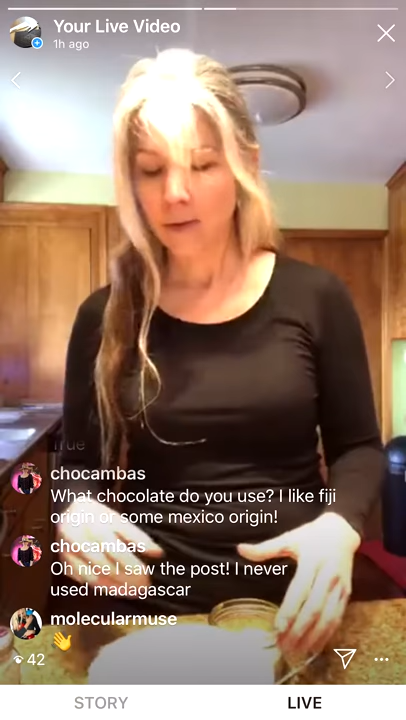 Your Live Video
1h ago
True
chocambas
What chocolate do you use? I like fiji
origin or some mexico origin!
chocambas
Oh nice I saw the post! I never
used madagascar
molecularmuse
👋
42
STORY
LIVE